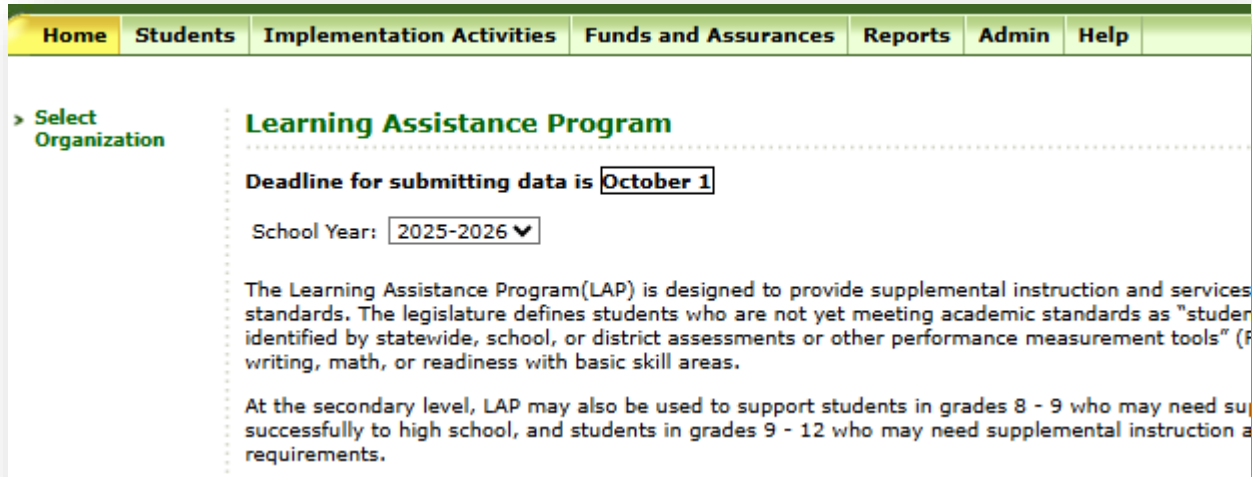 Home Students Implementation Activities Funds and Assurances Reports Admin Help
Select
Organization
Learning Assistance Program
Deadline for submitting data is October 1
School Year: 2025-2026
The Learning Assistance Program(LAP) is designed to provide supplemental instruction and services
standards. The legislature defines students who are not yet meeting academic standards as "studen
identified by statewide, school, or district assessments or other performance measurement tools" (
writing, math, or readiness with basic skill areas.
At the secondary level, LAP may also be used to support students in grades 8 - 9 who may need su
successfully to high school, and students in grades 9 - 12 who may need supplemental instruction a
requirements.